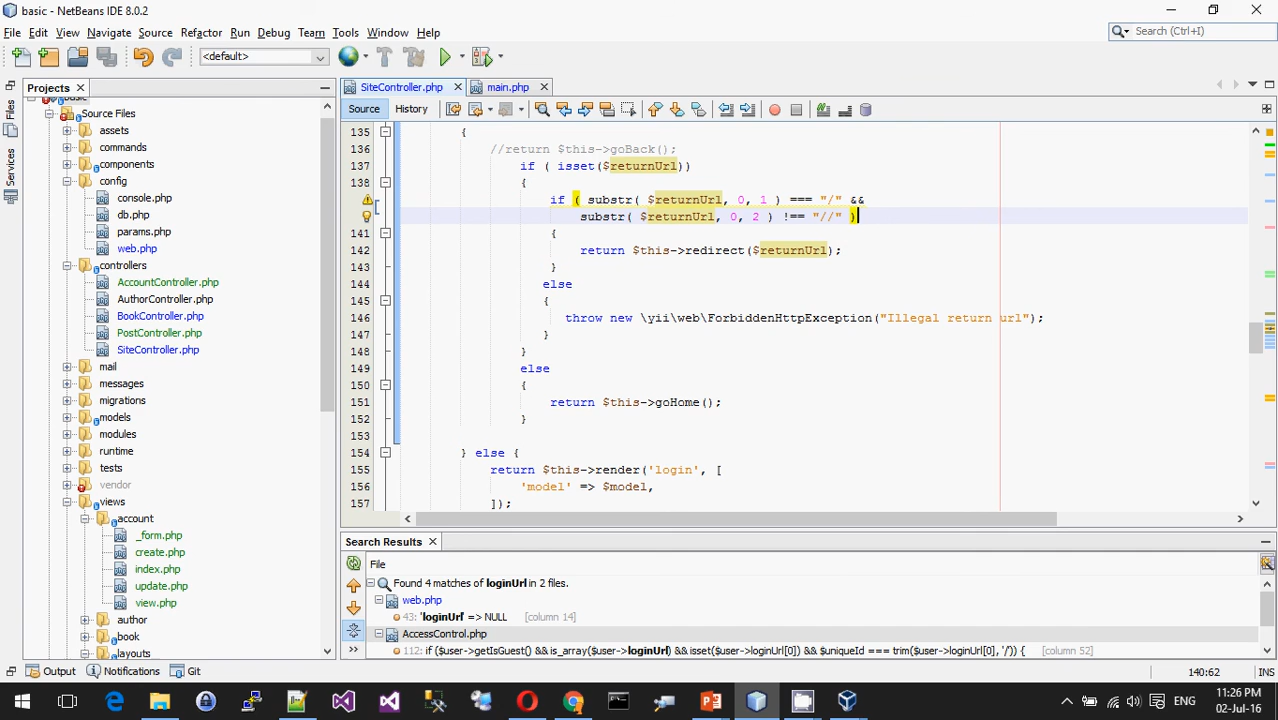 basic - NetBeans IDE 8.0.2
File Edit View Navigate Source Refactor Run Debug Team Tools Window Help
Search (Ctrl+I)
<default>
Projects
SiteController.php
main.php
Files
Services
Source History
Source Files
assets
commands
components
config
console.php
db.php
params.php
web.php
controllers
AccountController.php
AuthorController.php
BookController.php
PostController.php
SiteController.php
mail
messages
migrations
models
modules
runtime
tests
vendor
views
account
_form.php
create.php
index.php
update.php
view.php
author
book
layouts
135 {
136 //return $this->goBack();
137 if ( isset($returnUrl))
138 {
if ( substr( $returnUrl, 0, 1 ) === "/" &&
substr( $returnUrl, 0, 2 ) !== "//" )
141 {
142 return $this->redirect($returnUrl);
143 }
144 else
145 {
146 throw new \yii\web\ForbiddenHttpException("Illegal return url");
147 }
148 }
149 else
150 {
151 return $this->goHome();
152 }
153
154 } else {
155 return $this->render('login', [
156 'model' => $model,
157 ]);
Search Results
File
Found 4 matches of loginUrl in 2 files.
web.php
43: 'loginUrl' => NULL [column 14]
AccessControl.php
112: if ($user->getIsGuest() && is_array($user->loginUrl) && isset($user->loginUrl[0]) && $uniqueId === trim($user->loginUrl[0], '/')) { [column 52]
Output Notifications Git
140:62
ENG
11:26 PM
02-Jul-16